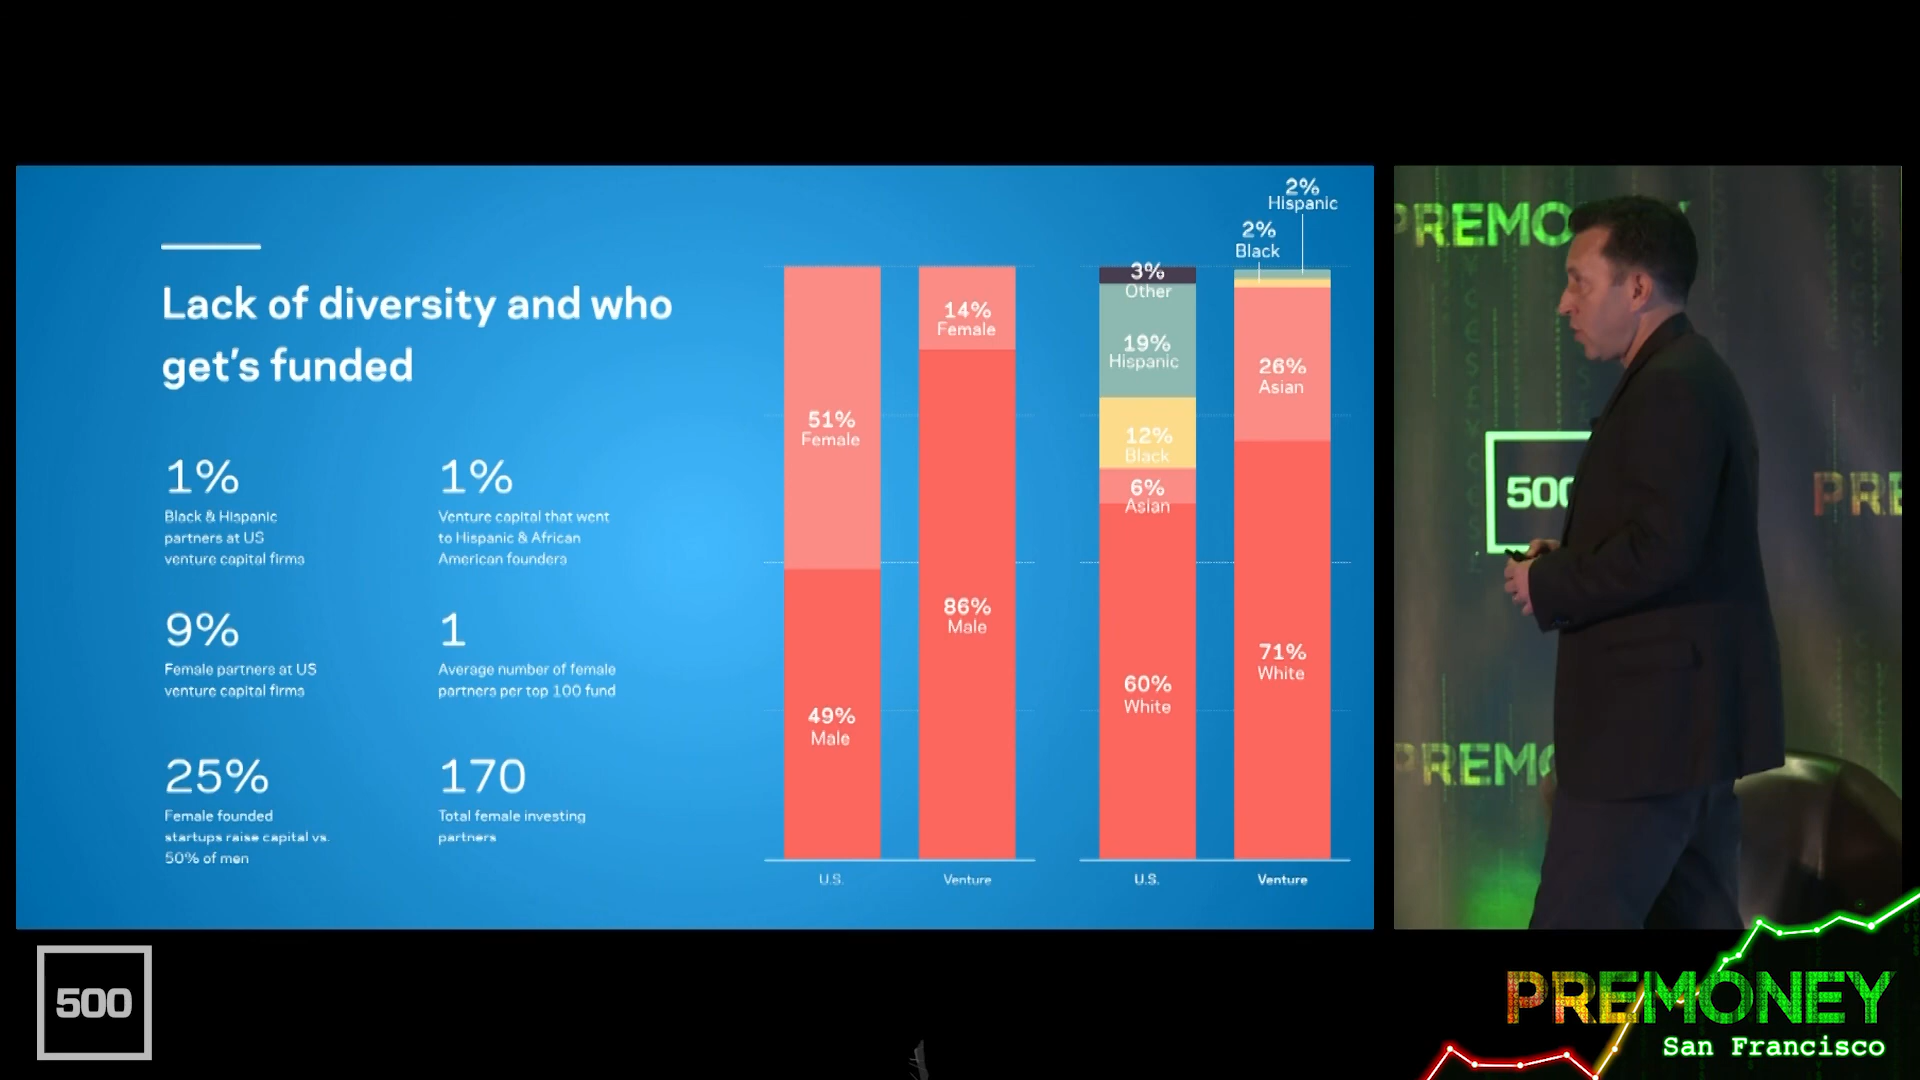 Lack of diversity and who
get's funded
1%
Black & Hispanic
partners at US
venture capital firms
1%
Venture capital that went
to Hispanic & African
American founders
9%
Female partners at US
venture capital firms
1
Average number of female
partners per top 100 fund
25%
Female founded
startups raise capital vs.
50% of men
170
Total female investing
partners
51%
Female
49%
Male
U.S.
14%
Female
86%
Male
Venture
3%
Other
19%
Hispanic
12%
Black
6%
Asian
60%
White
U.S.
2%
Hispanic
2%
Black
26%
Asian
71%
White
Venture
PREMO
500
PRE
PREMO
500
PREMONEY
San Francisco